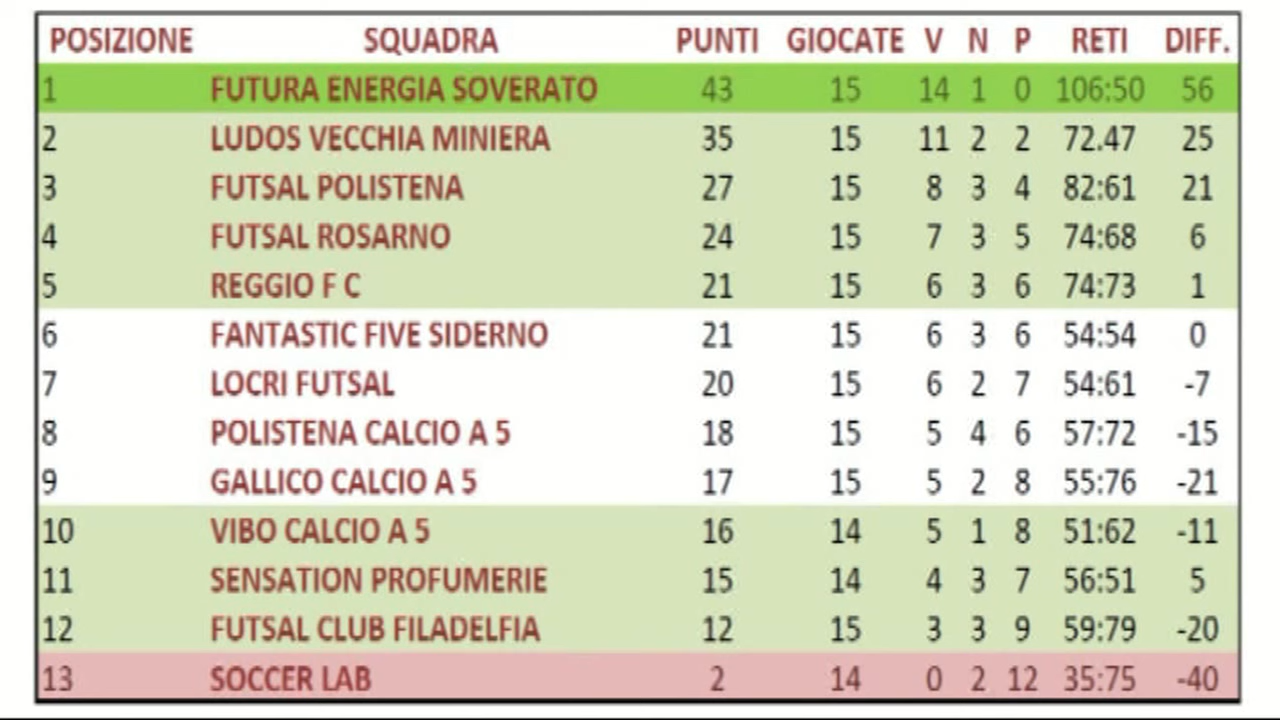 POSIZIONE SQUADRA PUNTI GIOCATE V N P RETI DIFF.
1 FUTURA ENERGIA SOVERATO 43 15 14 1 0 106:50 56
2 LUDOS VECCHIA MINIERA 35 15 11 2 2 72.47 25
3 FUTSAL POLISTENA 27 15 8 3 4 82:61 21
4 FUTSAL ROSARNO 24 15 7 3 5 74:68 6
5 REGGIO F C 21 15 6 3 6 74:73 1
6 FANTASTIC FIVE SIDERNO 21 15 6 3 6 54:54 0
7 LOCRI FUTSAL 20 15 6 2 7 54:61 -7
8 POLISTENA CALCIO A 5 18 15 5 4 6 57:72 -15
9 GALLICO CALCIO A 5 17 15 5 2 8 55:76 -21
10 VIBO CALCIO A 5 16 14 5 1 8 51:62 -11
11 SENSATION PROFUMERIE 15 14 4 3 7 56:51 5
12 FUTSAL CLUB FILADELFIA 12 15 3 3 9 59:79 -20
13 SOCCER LAB 2 14 0 2 12 35:75 -40